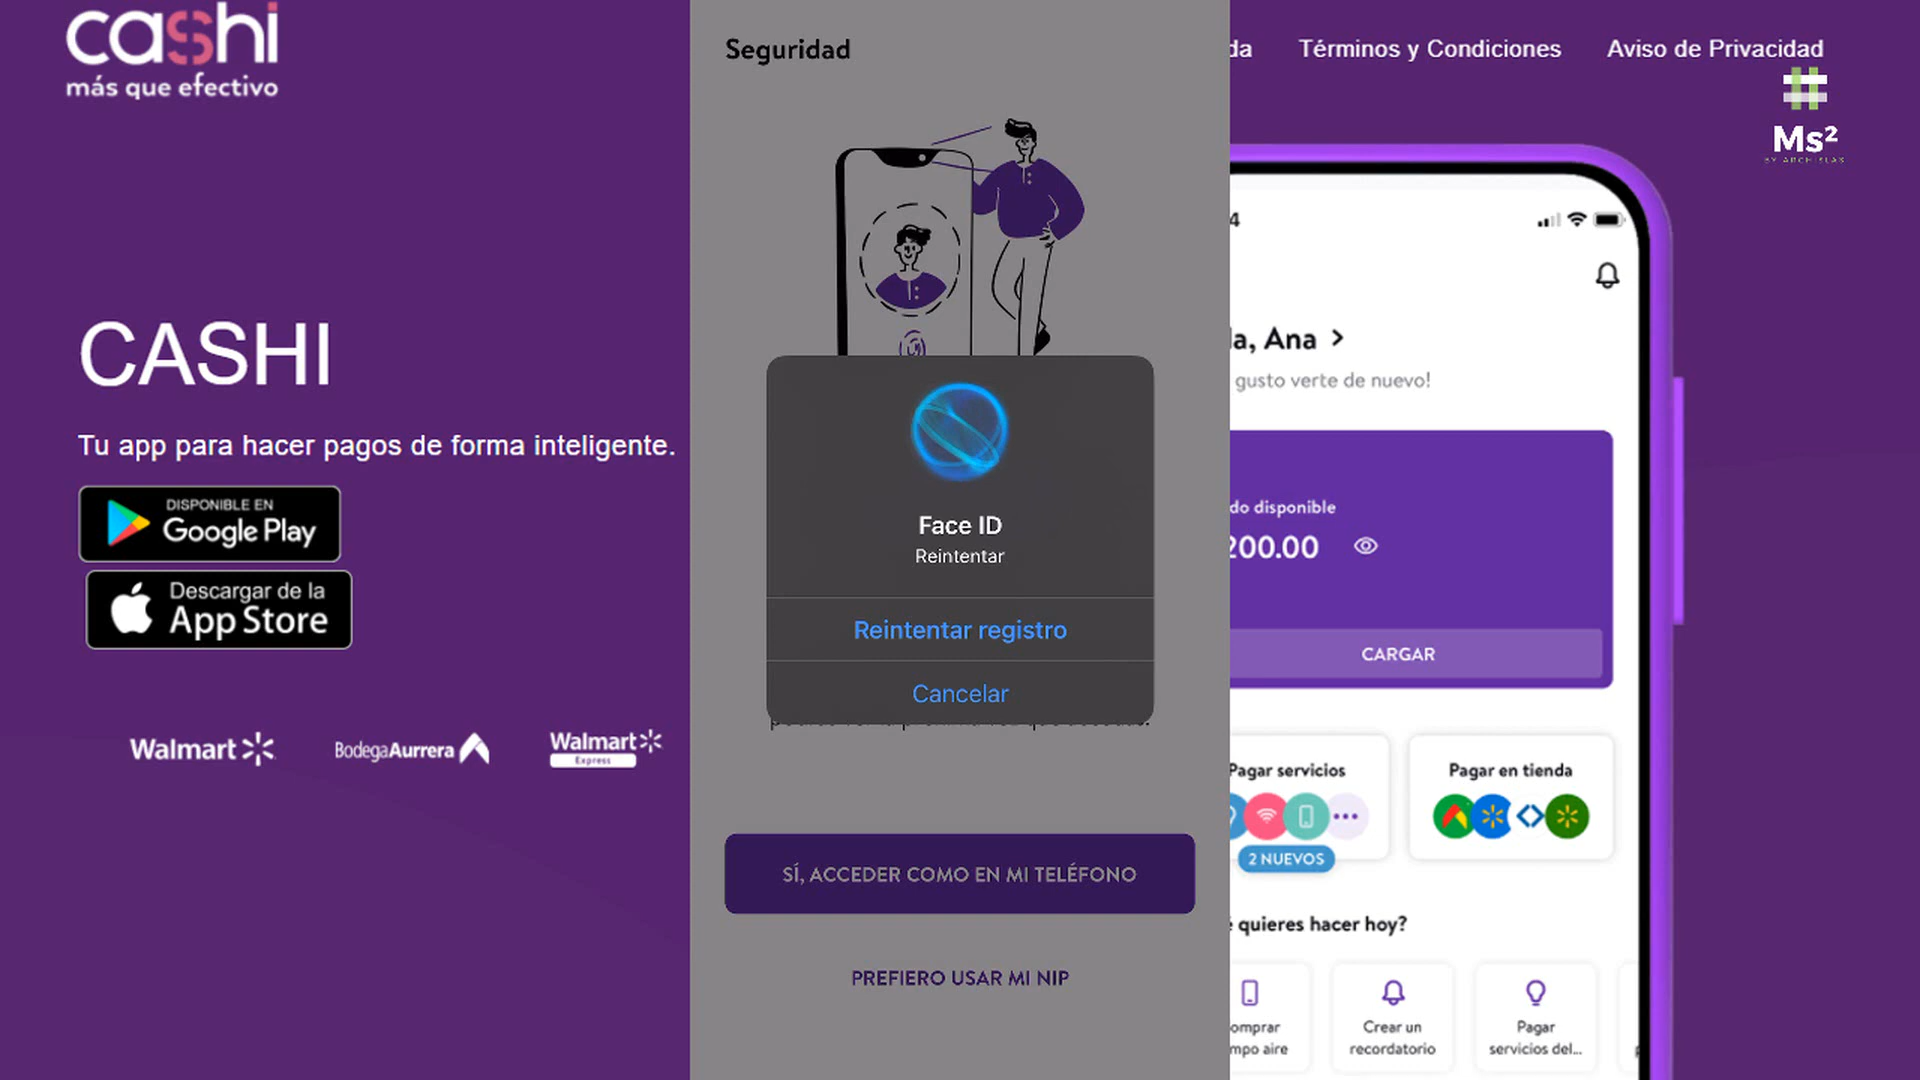 cashi
más que efectivo
CASHI
Tu app para hacer pagos de forma inteligente.
DISPONIBLE EN
Google Play
Descargar de la
App Store
Walmart
BodegaAurrera
Walmart
Express
Seguridad
Face ID
Reintentar
Reintentar registro
Cancelar
SÍ, ACCEDER COMO EN MI TELÉFONO
PREFIERO USAR MI NIP
Términos y Condiciones
Aviso de Privacidad
Ms²
BY ARCHISLAS
Ana >
gusto verte de nuevo!
disponible
200.00
CARGAR
Pagar servicios
2 NUEVOS
Pagar en tienda
quieres hacer hoy?
Crear un
recordatorio
Pagar
servicios del...
aire